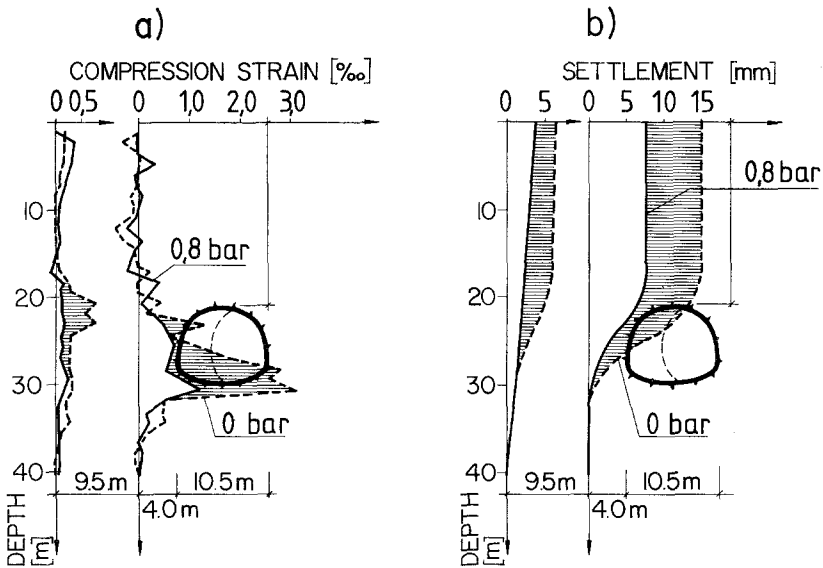 a)
COMPRESSION STRAIN [‰]
0 0,5 0 1,0 2,0 3,0
10
20
30
40
0,8 bar
0 bar
9.5m 10.5m
4.0m
DEPTH [m]
b)
SETTLEMENT [mm]
0 5 0 5 10 15
10
20
30
40
0,8 bar
0 bar
9.5m 10.5m
4.0m
DEPTH [m]